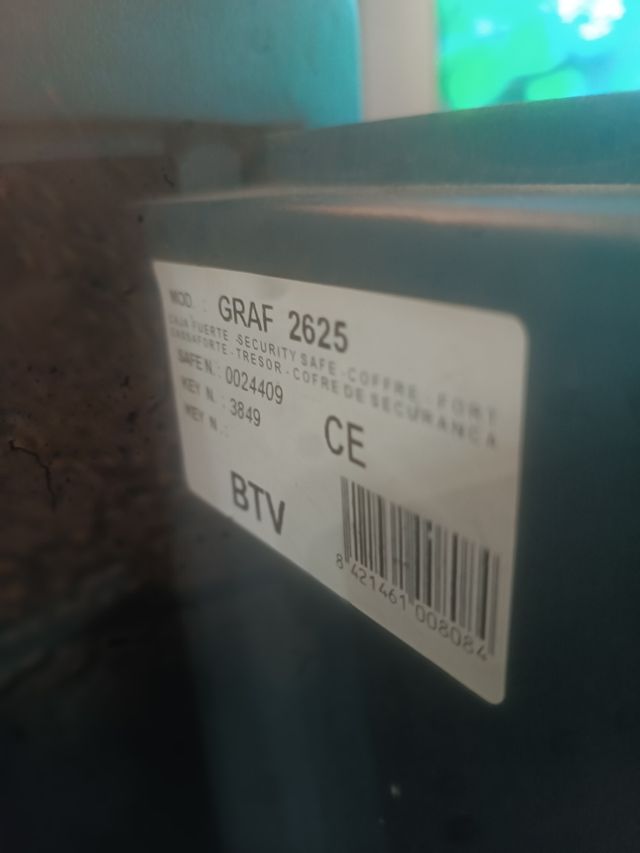 MOD. : GRAF 2625
CAJA FUERTE - SECURITY SAFE - COFFRE - FORT
CASSAFORTE - TRESOR - COFRE DE SEGURANCA
SAFE N. : 0024409
KEY N. : 3849
KEY N. :
CE
BTV
8 421461 008084